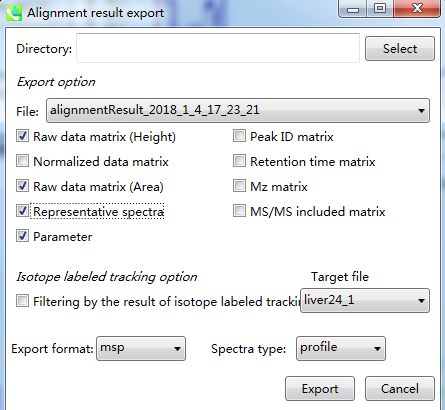 Alignment result export
Directory: Select
Export option
File: alignmentResult_2018_1_4_17_23_21
Raw data matrix (Height) Peak ID matrix
Normalized data matrix Retention time matrix
Raw data matrix (Area) Mz matrix
Representative spectra MS/MS included matrix
Parameter
Isotope labeled tracking option Target file
Filtering by the result of isotope labeled trackin liver24_1
Export format: msp Spectra type: profile
Export Cancel